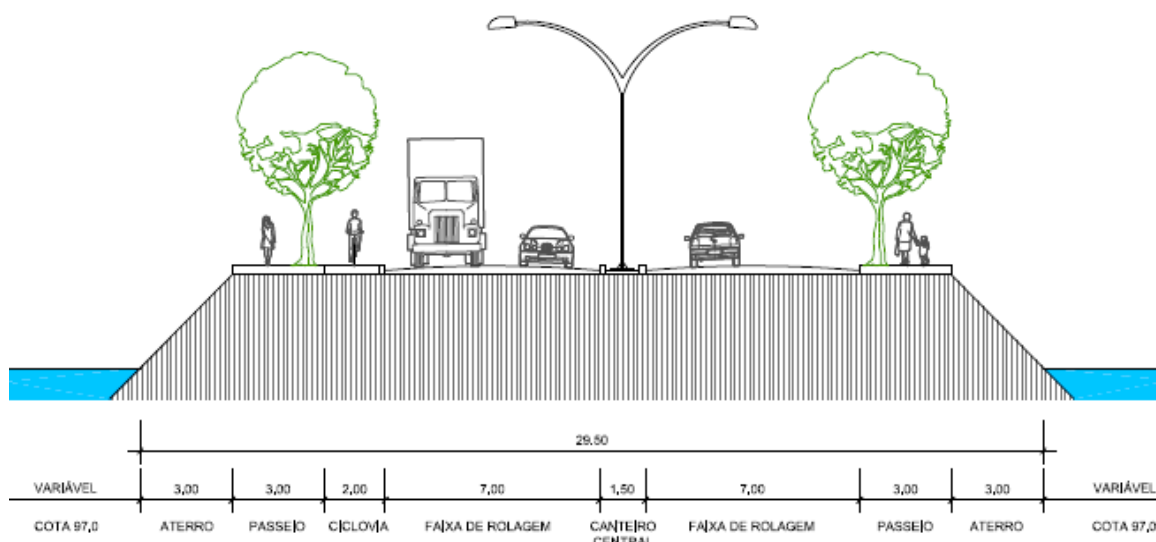 29.50
VARIÁVEL 3,00 3,00 2,00 7,00 1,50 7,00 3,00 3,00 VARIÁVEL
COTA 97,0 ATERRO PASSEIO CICLOVIA FAIXA DE ROLAGEM CANTEIRO FAIXA DE ROLAGEM PASSEIO ATERRO COTA 97,0
CENTRAL